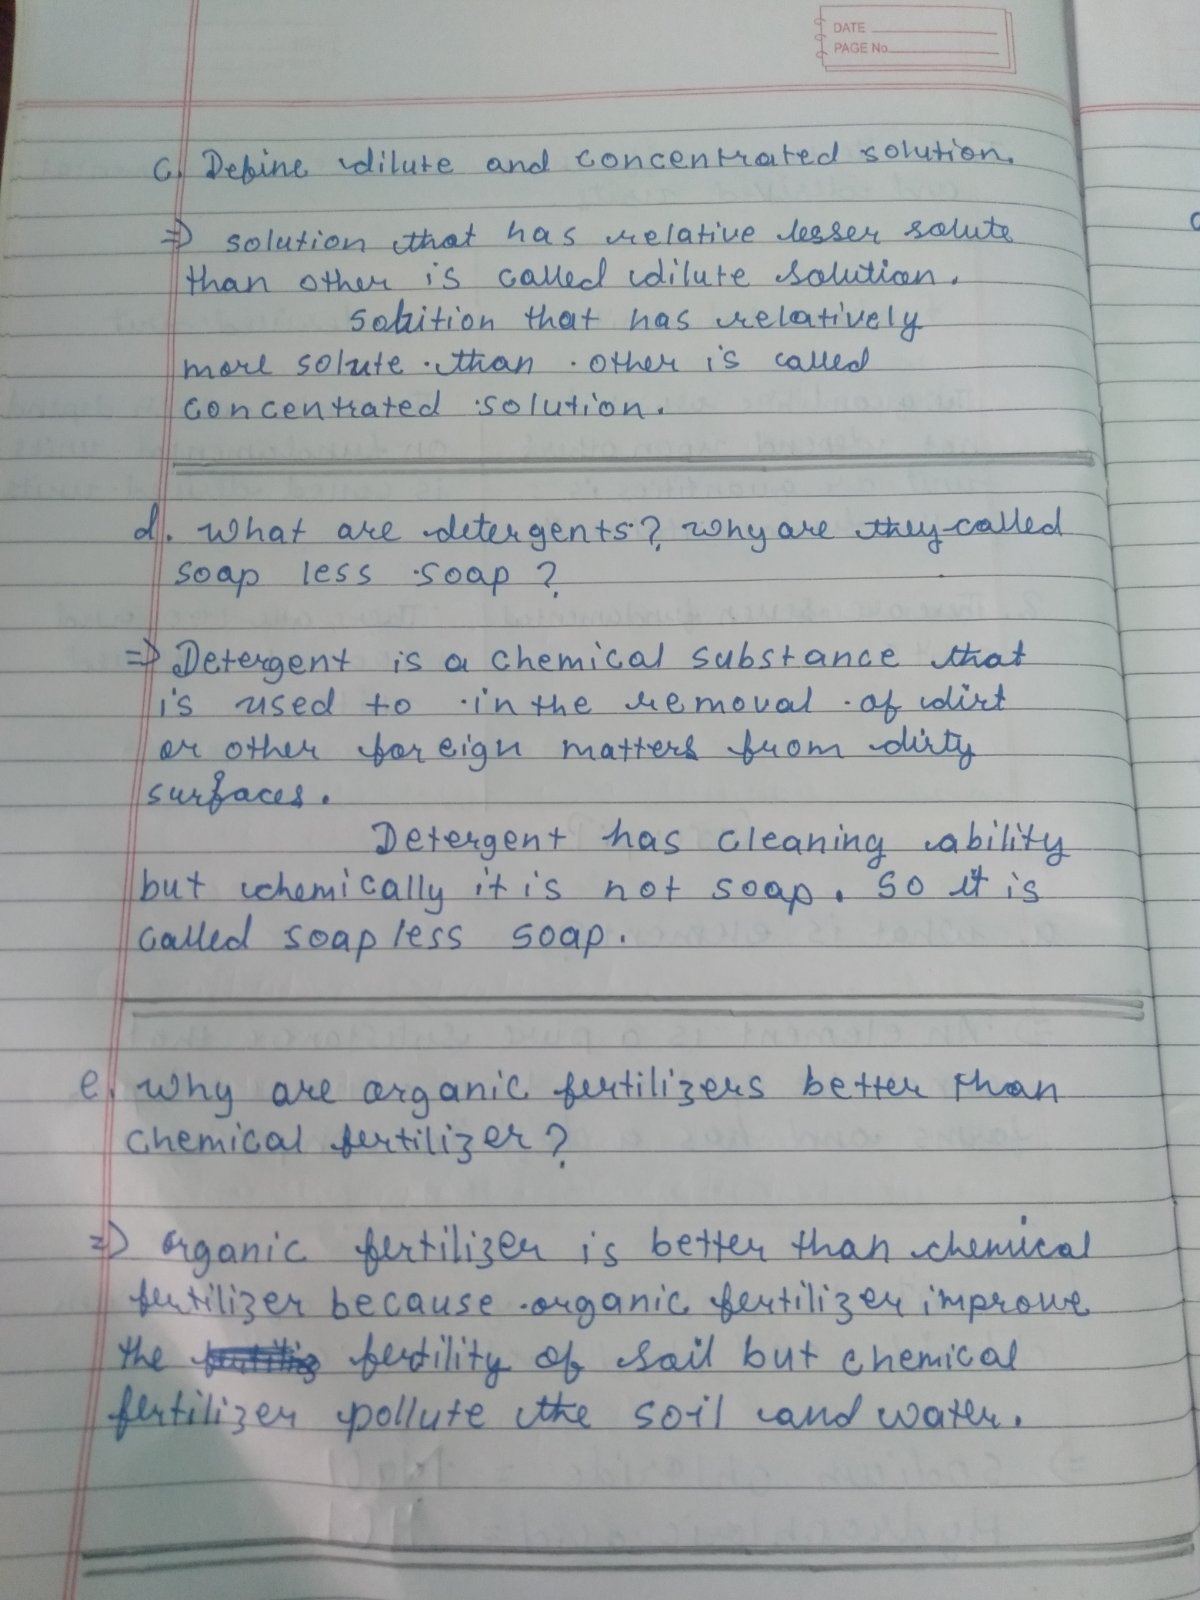 DATE
PAGE No.
c. Define dilute and concentrated solution.
⇒ solution that has relative lesser solute
than other is called dilute solution.
solution that has relatively
more solute than other is called
concentrated solution.
d. what are detergents? why are they called
soap less soap?
⇒ Detergent is a chemical substance that
is used to in the removal of dirt
or other foreign matters from dirty
surfaces.
Detergent has cleaning ability
but chemically it is not soap. so it is
called soap less soap.
e. why are organic fertilizers better than
chemical fertilizer?
⇒ organic fertilizer is better than chemical
fertilizer because organic fertilizer improve
the fertility of soil but chemical
fertilizer pollute the soil and water.